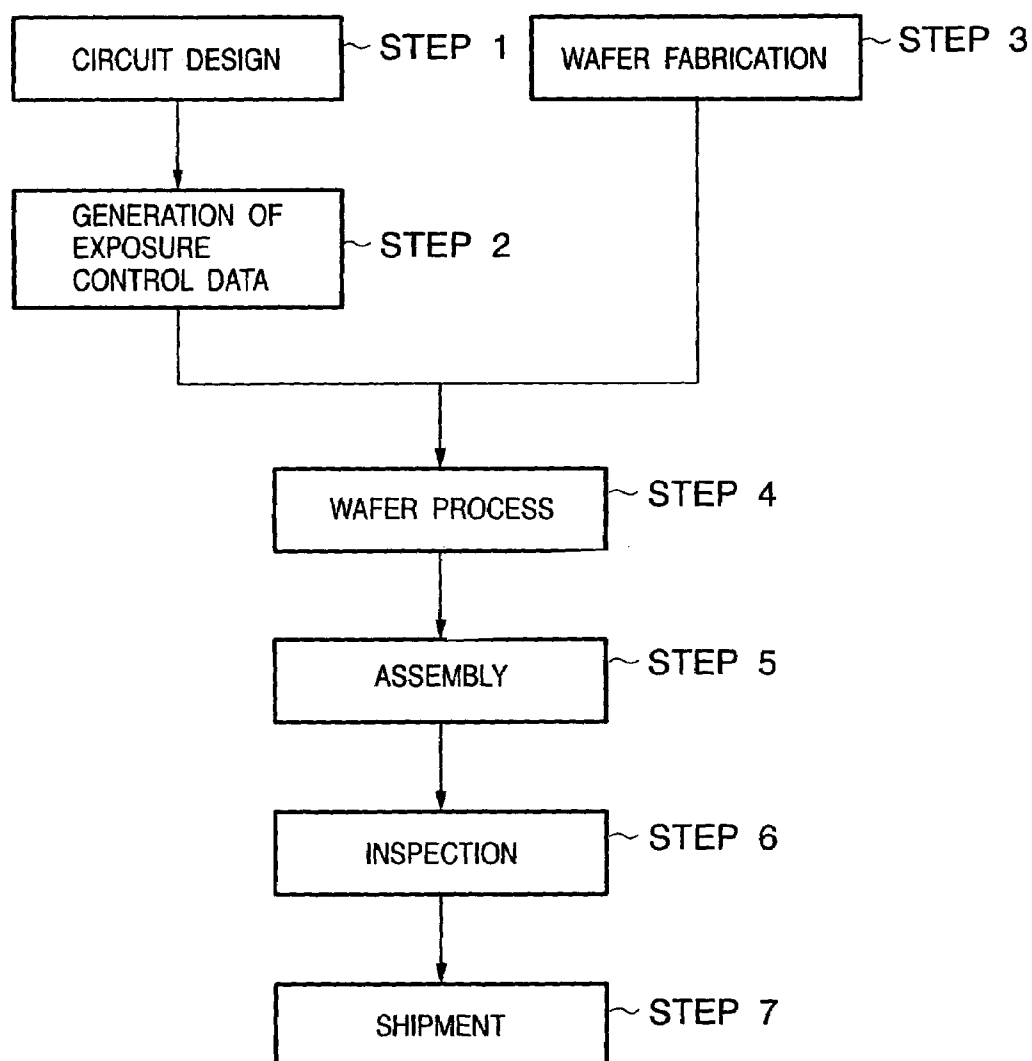 CIRCUIT DESIGN
STEP 1
WAFER FABRICATION
STEP 3
GENERATION OF
EXPOSURE
CONTROL DATA
STEP 2
WAFER PROCESS
STEP 4
ASSEMBLY
STEP 5
INSPECTION
STEP 6
SHIPMENT
STEP 7